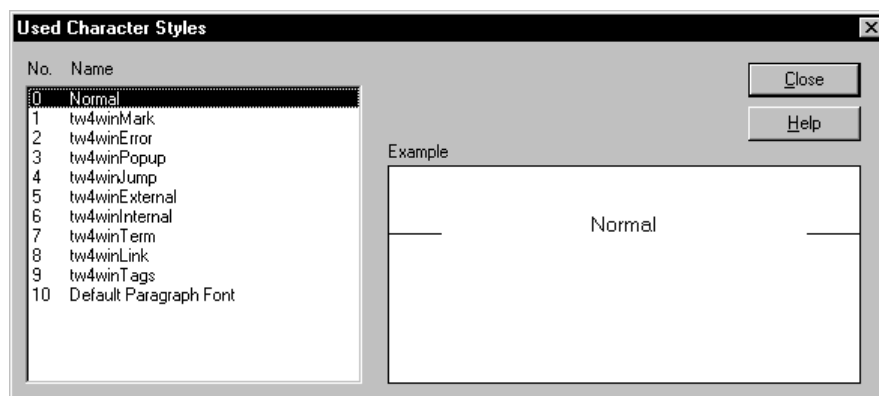 Used Character Styles
No. Name
0 Normal
1 tw4winMark
2 tw4winError
3 tw4winPopup
4 tw4winJump
5 tw4winExternal
6 tw4winInternal
7 tw4winTerm
8 tw4winLink
9 tw4winTags
10 Default Paragraph Font
Close
Help
Example
Normal